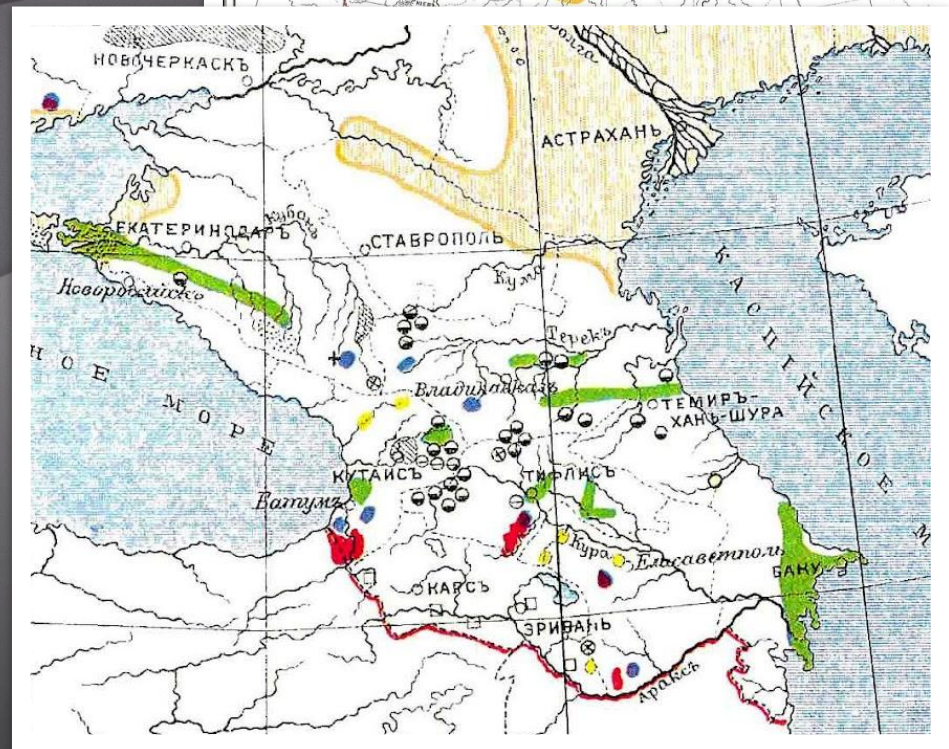 НОВОЧЕРКАСКЪ
Волга
АСТРАХАНЬ
ЕКАТЕРИНОДАРЪ
Кубань
СТАВРОПОЛЬ
Кума
Новороссійскъ
НОЕ МОРЕ
КАСПІЙСКОЕ М
Терекъ
Владикавказъ
ТЕМИРЪ-
ХАНЪ-ШУРА
КУТАИСЪ
ТИФЛИСЪ
Батумъ
Кура
Елисаветполь
БАКУ
КАРСЪ
ЭРИВАНЬ
Араксъ